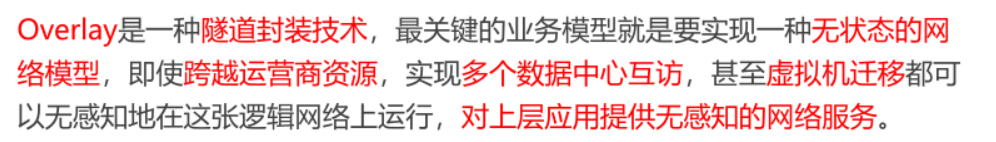 Overlay是一种隧道封装技术，最关键的业务模型就是要实现一种无状态的网
络模型，即使跨越运营商资源，实现多个数据中心互访，甚至虚拟机迁移都可
以无感知地在这张逻辑网络上运行，对上层应用提供无感知的网络服务。